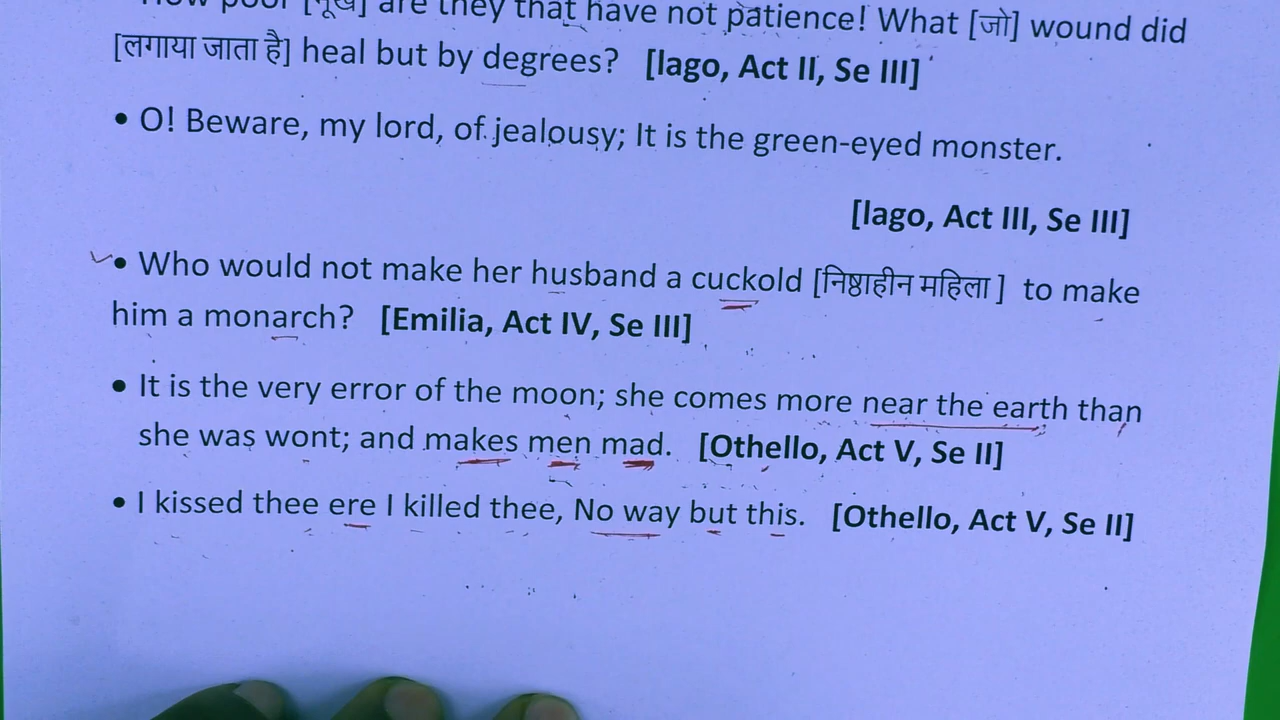 How poor [मूर्ख] are they that have not patience! What [जो] wound did
[लगाया जाता है] heal but by degrees? [Iago, Act II, Se III]
• O! Beware, my lord, of jealousy; It is the green-eyed monster.
[Iago, Act III, Se III]
• Who would not make her husband a cuckold [निष्ठाहीन महिला ] to make
him a monarch? [Emilia, Act IV, Se III]
• It is the very error of the moon; she comes more near the earth than
she was wont; and makes men mad. [Othello, Act V, Se II]
• I kissed thee ere I killed thee, No way but this. [Othello, Act V, Se II]